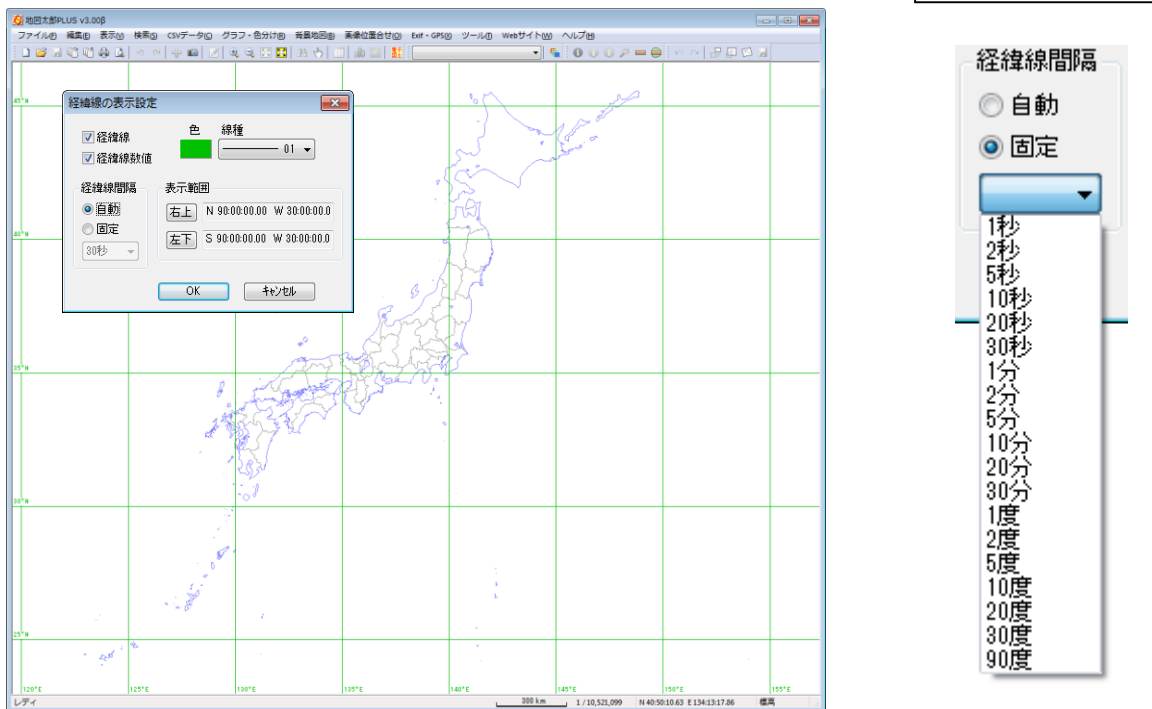 地図太郎PLUS v3.00β
ファイル(F) 編集(E) 表示(V) 検索(S) CSVデータ(C) グラフ・色分け(R) 背景地図(B) 画像位置合せ(O) Exif・GPS(X) ツール(T) Webサイト(W) ヘルプ(H)
45°N
経緯線の表示設定
経緯線
経緯線数値
色
線種
01
経緯線間隔
自動
固定
30秒
表示範囲
右上 N 90:00:00.00 W 30:00:00.0
左下 S 90:00:00.00 W 30:00:00.0
OK
キャンセル
40°N
35°N
30°N
25°N
120°E 125°E 130°E 135°E 140°E 145°E 150°E 155°E
レディ
300 km
1 / 10,521,099
N 40:50:10.63 E 134:13:17.86
標高
経緯線間隔
自動
固定
1秒
2秒
5秒
10秒
20秒
30秒
1分
2分
5分
10分
20分
30分
1度
2度
5度
10度
20度
30度
90度